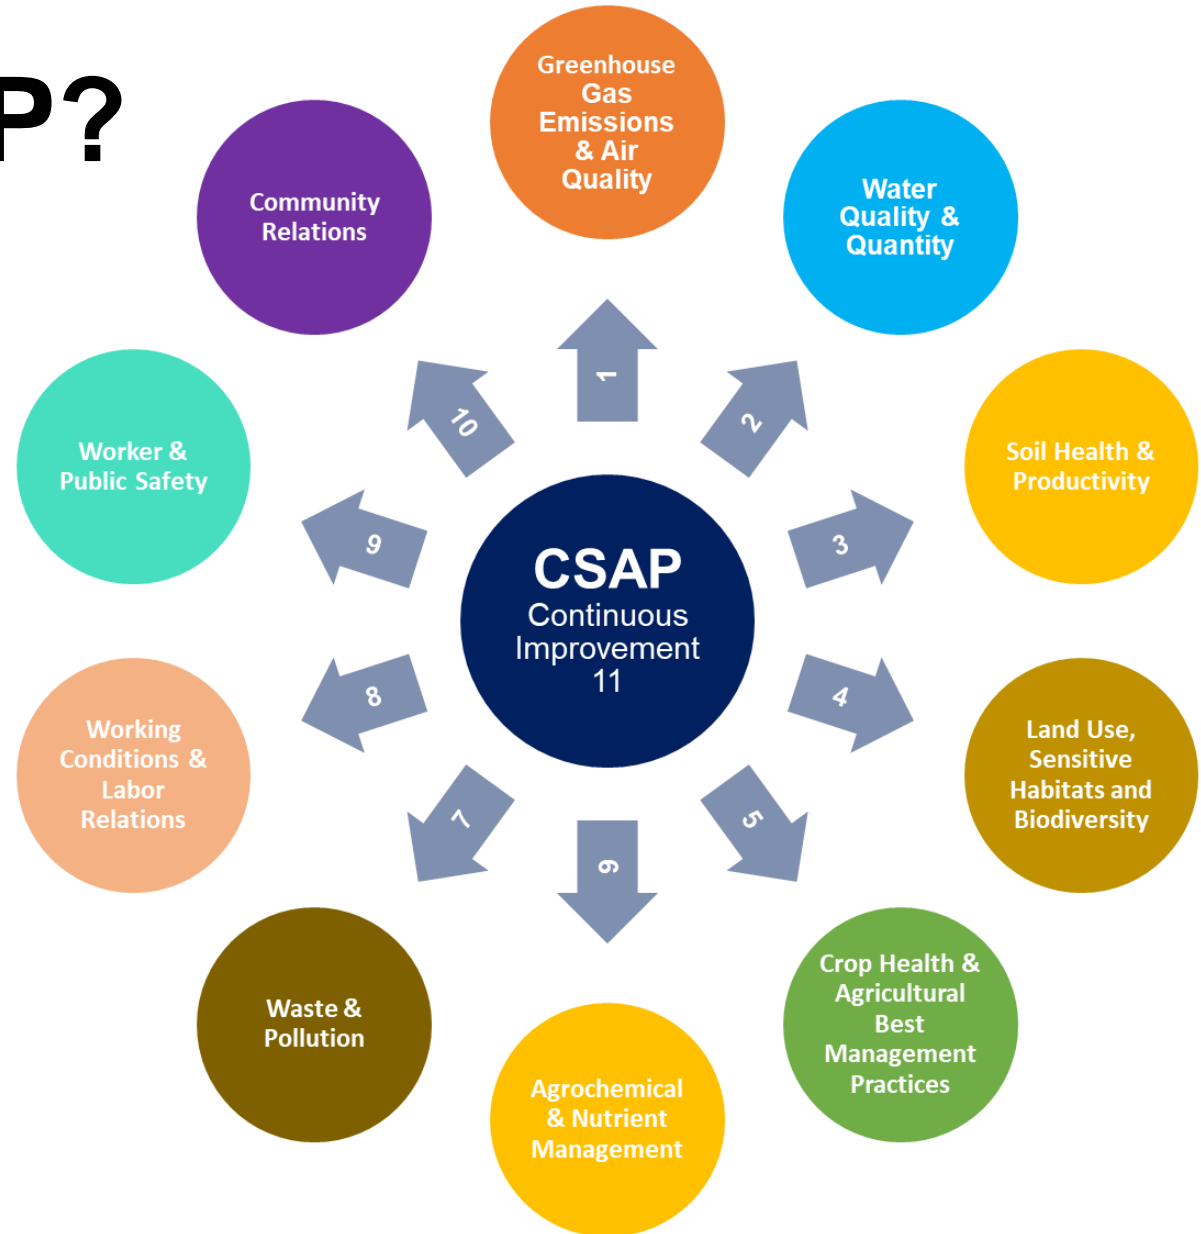 P?
Greenhouse
Gas
Emissions
& Air
Quality
Water
Quality &
Quantity
Soil Health &
Productivity
Land Use,
Sensitive
Habitats and
Biodiversity
Crop Health &
Agricultural
Best
Management
Practices
Agrochemical
& Nutrient
Management
Waste &
Pollution
Working
Conditions &
Labor
Relations
Worker &
Public Safety
Community
Relations
1
2
3
4
5
6
7
8
9
10
CSAP
Continuous
Improvement
11